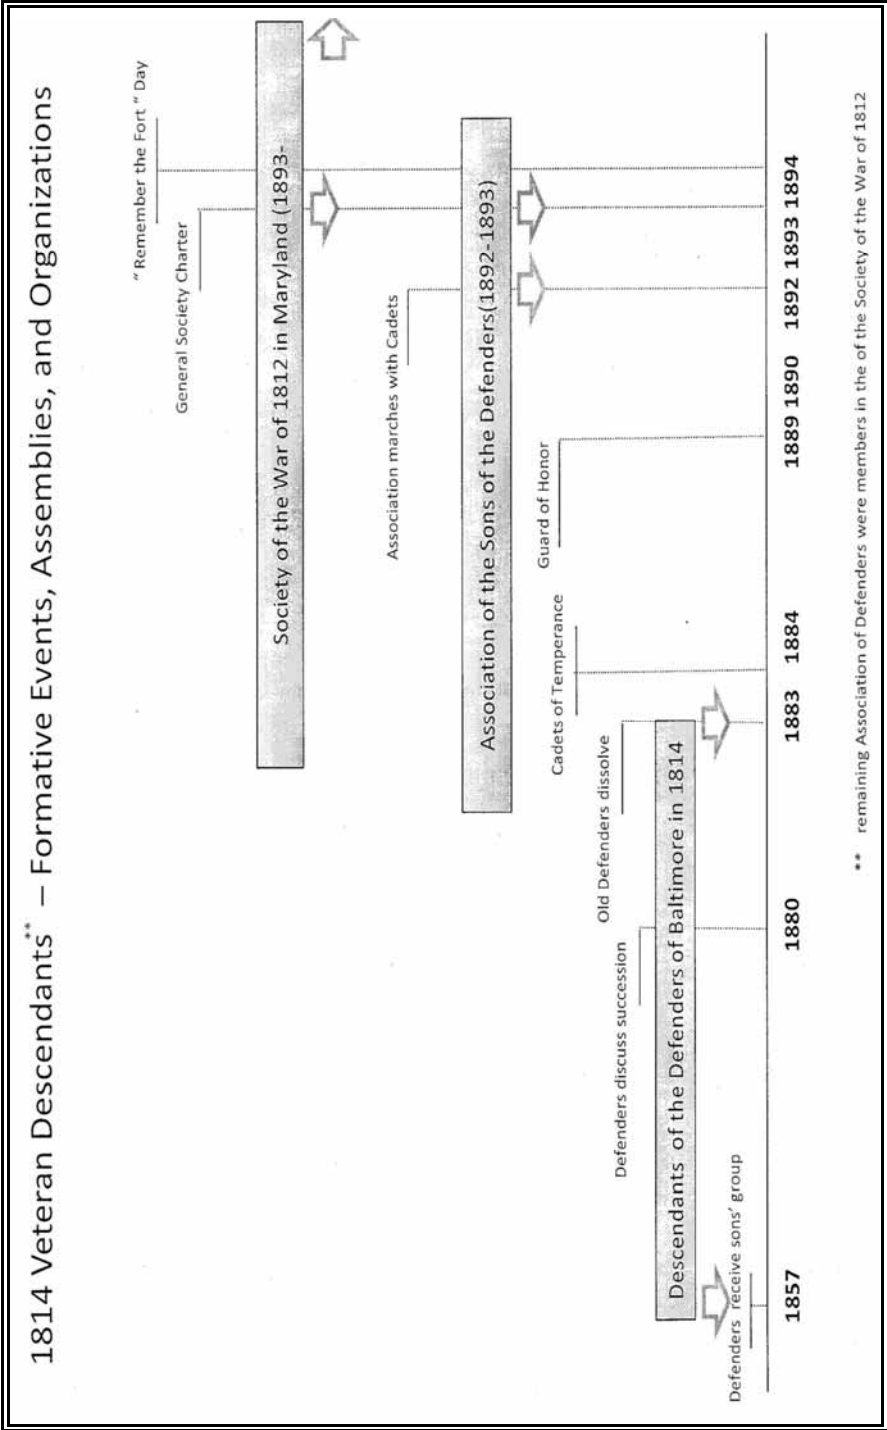 1814 Veteran Descendants** – Formative Events, Assemblies, and Organizations
“ Remember the Fort “ Day
General Society Charter
Society of the War of 1812 in Maryland (1893-
Association marches with Cadets
Association of the Sons of the Defenders(1892-1893)
Guard of Honor
Cadets of Temperance
Old Defenders dissolve
Defenders discuss succession
Descendants of the Defenders of Baltimore in 1814
Defenders receive sons’ group
1857 1880 1883 1884 1889 1890 1892 1893 1894
** remaining Association of Defenders were members in the of the Society of the War of 1812